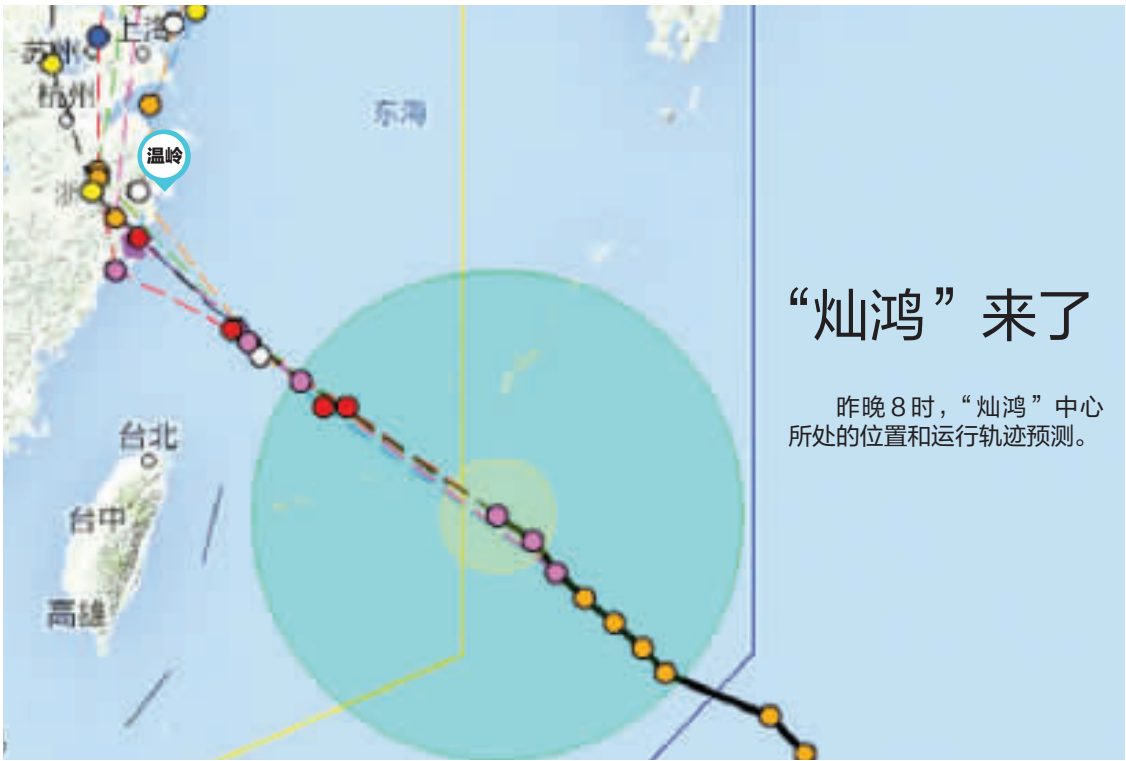 上海
苏州
杭州
东海
温岭
浙
“灿鸿”来了
昨晚8时，“灿鸿”中心
所处的位置和运行轨迹预测。
台北
台中
高雄